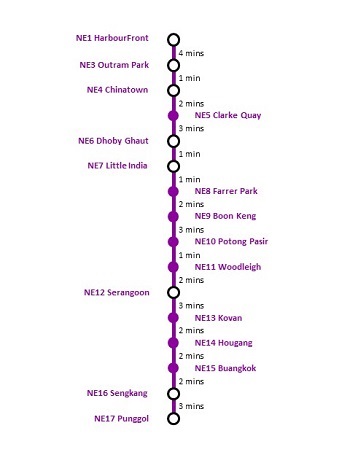 NE1 HarbourFront
4 mins
NE3 Outram Park
1 min
NE4 Chinatown
2 mins
NE5 Clarke Quay
3 mins
NE6 Dhoby Ghaut
1 min
NE7 Little India
1 min
NE8 Farrer Park
2 mins
NE9 Boon Keng
3 mins
NE10 Potong Pasir
1 min
NE11 Woodleigh
2 mins
NE12 Serangoon
3 mins
NE13 Kovan
2 mins
NE14 Hougang
2 mins
NE15 Buangkok
2 mins
NE16 Sengkang
3 mins
NE17 Punggol